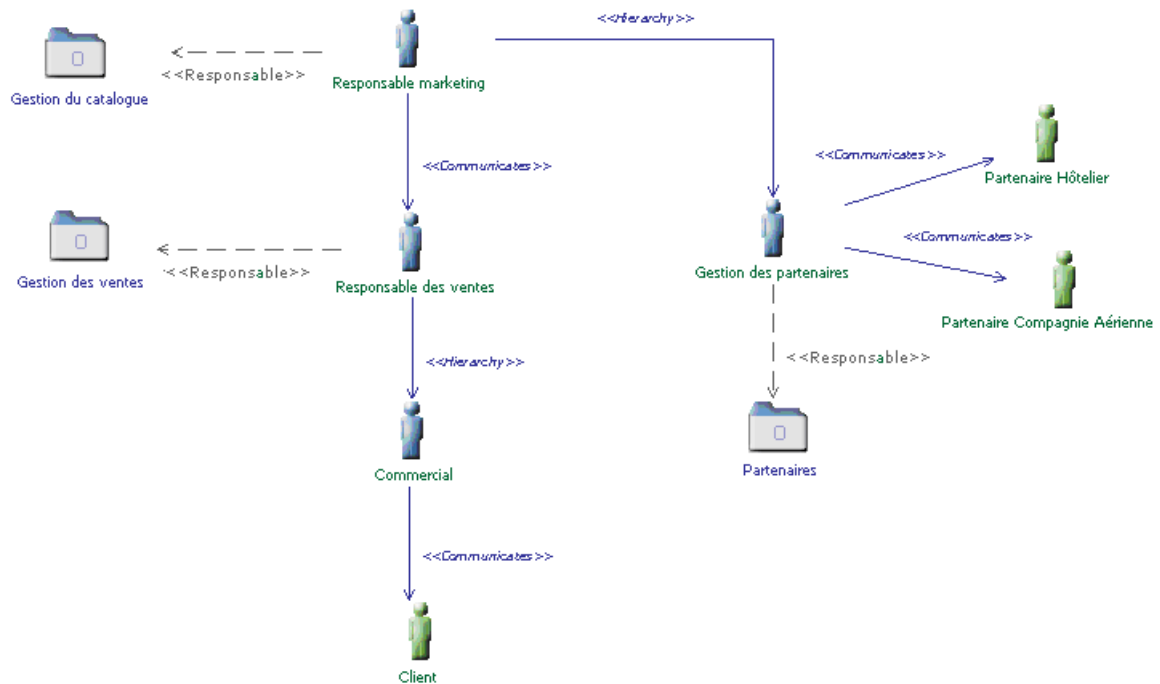 <<Hierarchy>>
<<Responsable>>
Responsable marketing
Gestion du catalogue
<<Communicates>>
<<Communicates>>
Partenaire Hôtelier
<<Communicates>>
<<Responsable>>
Gestion des partenaires
Gestion des ventes
Responsable des ventes
Partenaire Compagnie Aérienne
<<Responsable>>
<<Hierarchy>>
Partenaires
Commercial
<<Communicates>>
Client